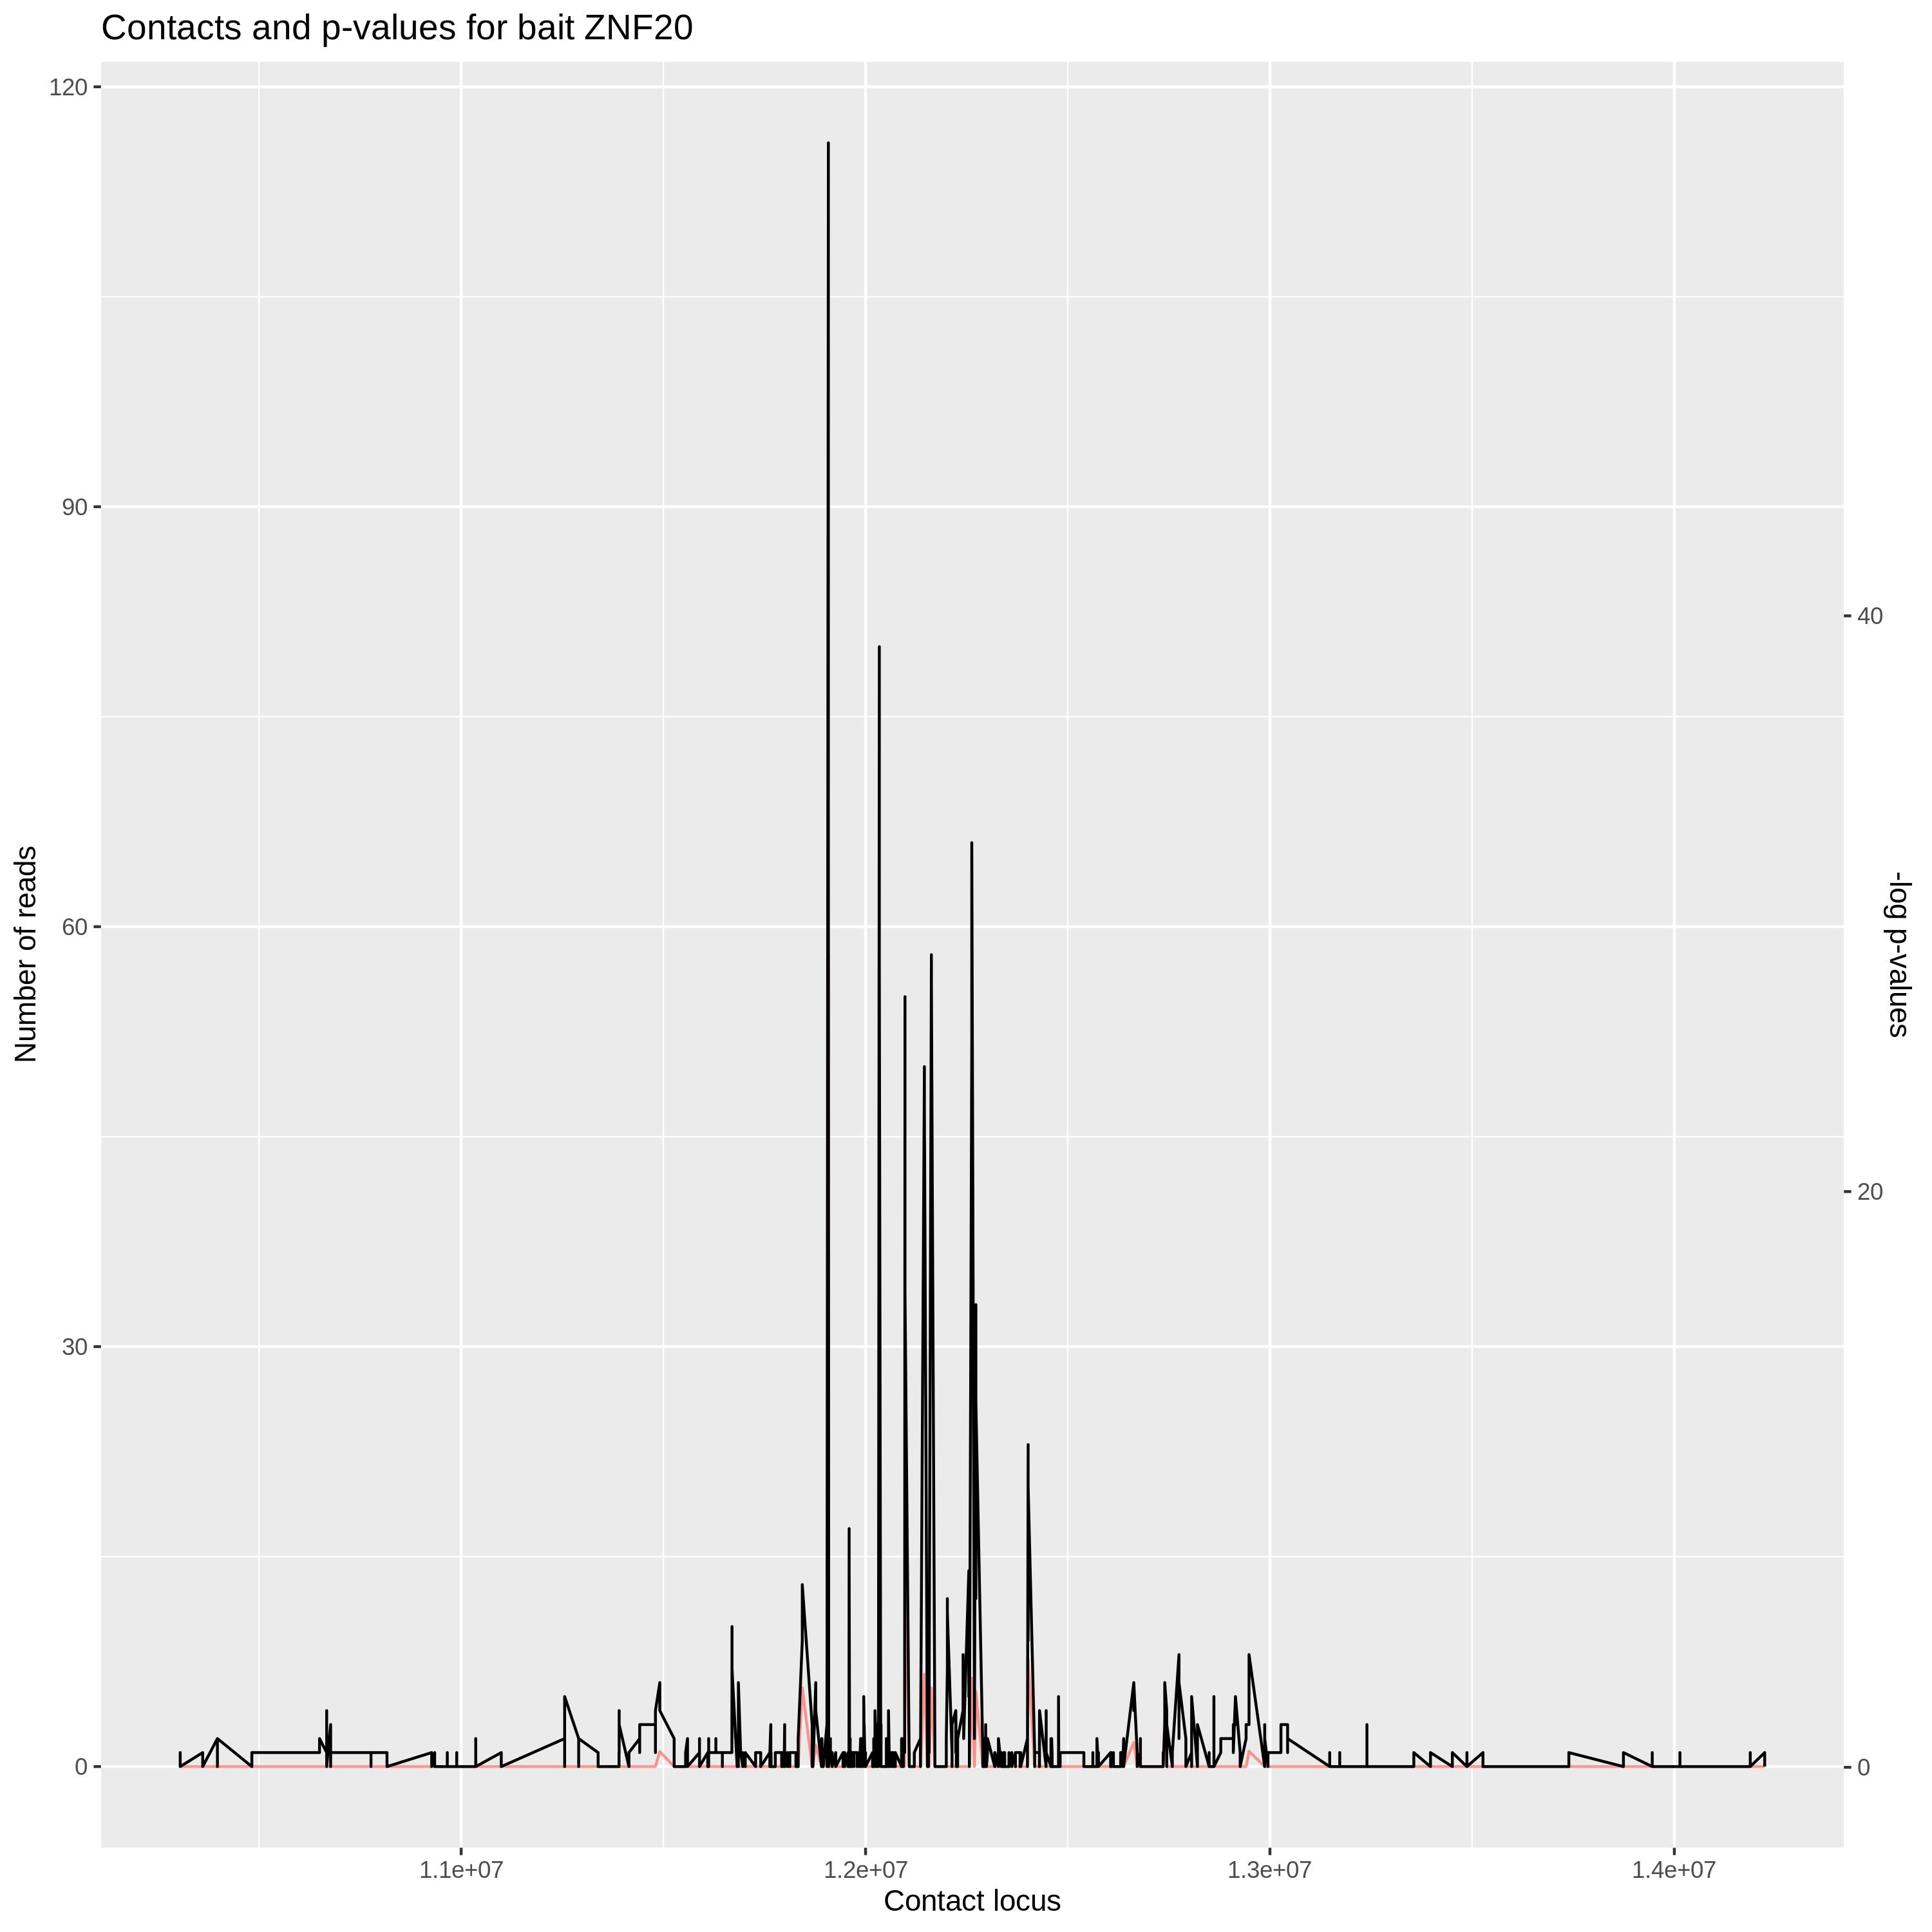 Contacts and p-values for bait ZNF20
120
90
60
30
0
Number of reads
40
20
0
-log p-values
1.1e+07
1.2e+07
1.3e+07
1.4e+07
Contact locus